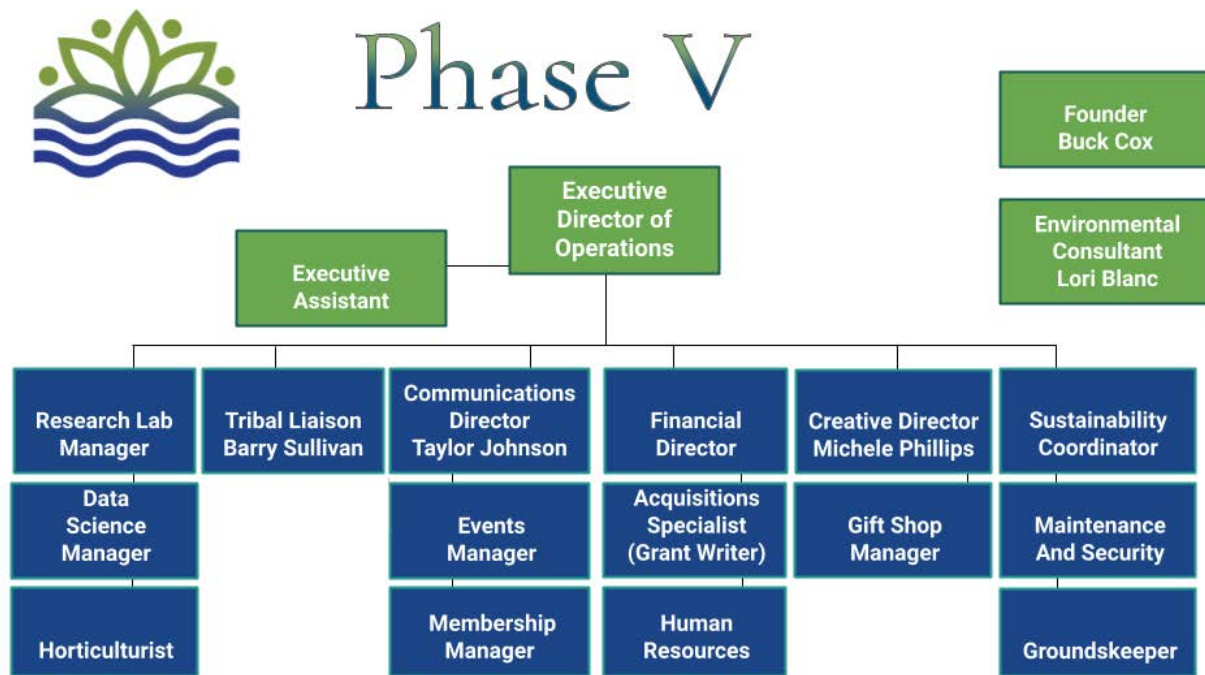 Phase V
Founder
Buck Cox
Executive
Director of
Operations
Environmental
Consultant
Lori Blanc
Executive
Assistant
Research Lab
Manager
Tribal Liaison
Barry Sullivan
Communications
Director
Taylor Johnson
Financial
Director
Creative Director
Michele Phillips
Sustainability
Coordinator
Data
Science
Manager
Events
Manager
Acquisitions
Specialist
(Grant Writer)
Gift Shop
Manager
Maintenance
And Security
Horticulturist
Membership
Manager
Human
Resources
Groundskeeper